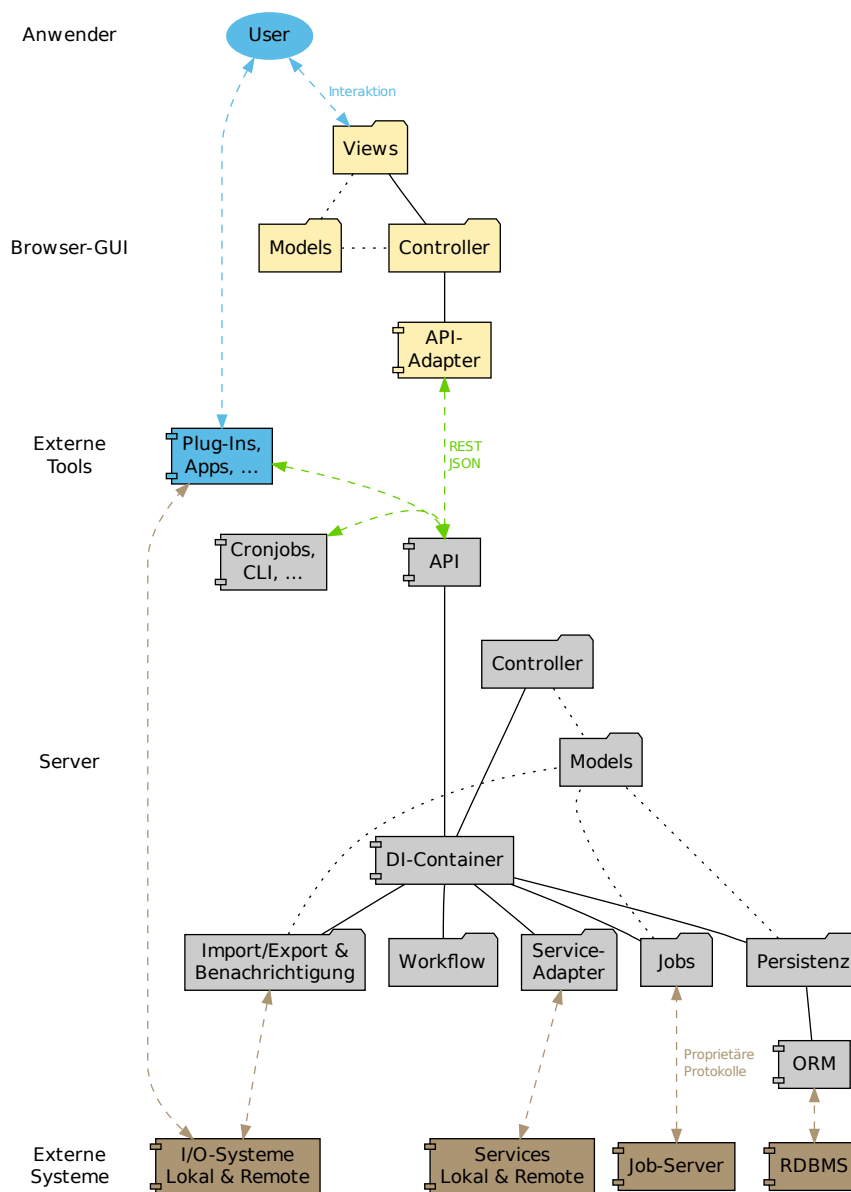 Anwender
User
Interaktion
Views
Browser-GUI
Models
Controller
API-
Adapter
Externe
Tools
Plug-Ins,
Apps, ...
REST
JSON
Cronjobs,
CLI, ...
API
Controller
Server
Models
DI-Container
Import/Export &
Benachrichtigung
Workflow
Service-
Adapter
Jobs
Persistenz
Proprietäre
Protokolle
ORM
Externe
Systeme
I/O-Systeme
Lokal & Remote
Services
Lokal & Remote
Job-Server
RDBMS